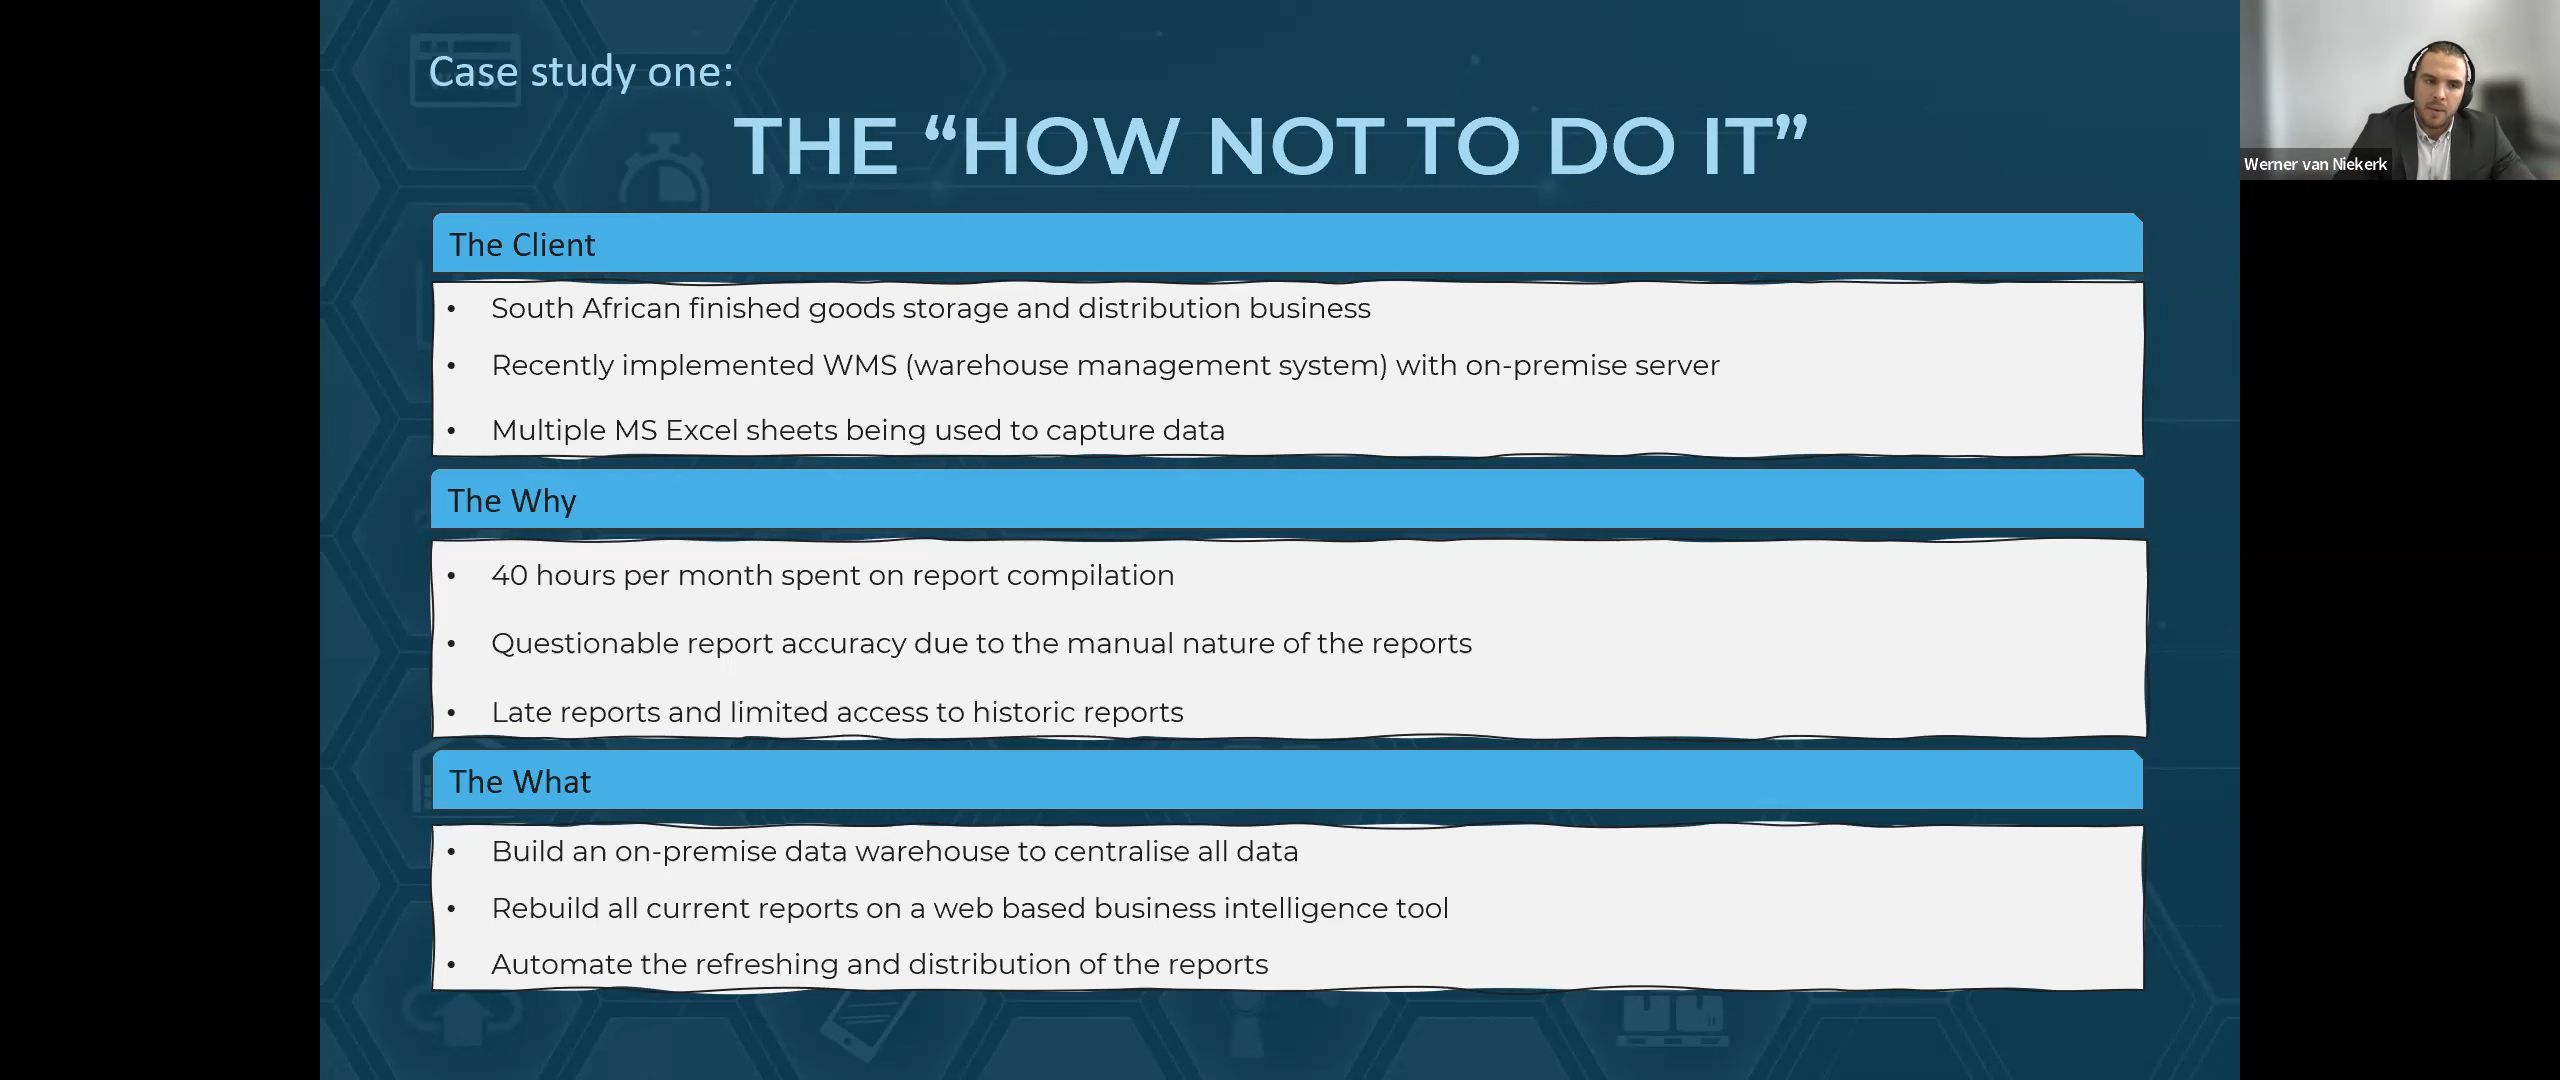 Case study one:
THE “HOW NOT TO DO IT”
The Client
• South African finished goods storage and distribution business
• Recently implemented WMS (warehouse management system) with on-premise server
• Multiple MS Excel sheets being used to capture data
The Why
• 40 hours per month spent on report compilation
• Questionable report accuracy due to the manual nature of the reports
• Late reports and limited access to historic reports
The What
• Build an on-premise data warehouse to centralise all data
• Rebuild all current reports on a web based business intelligence tool
• Automate the refreshing and distribution of the reports
Werner van Niekerk